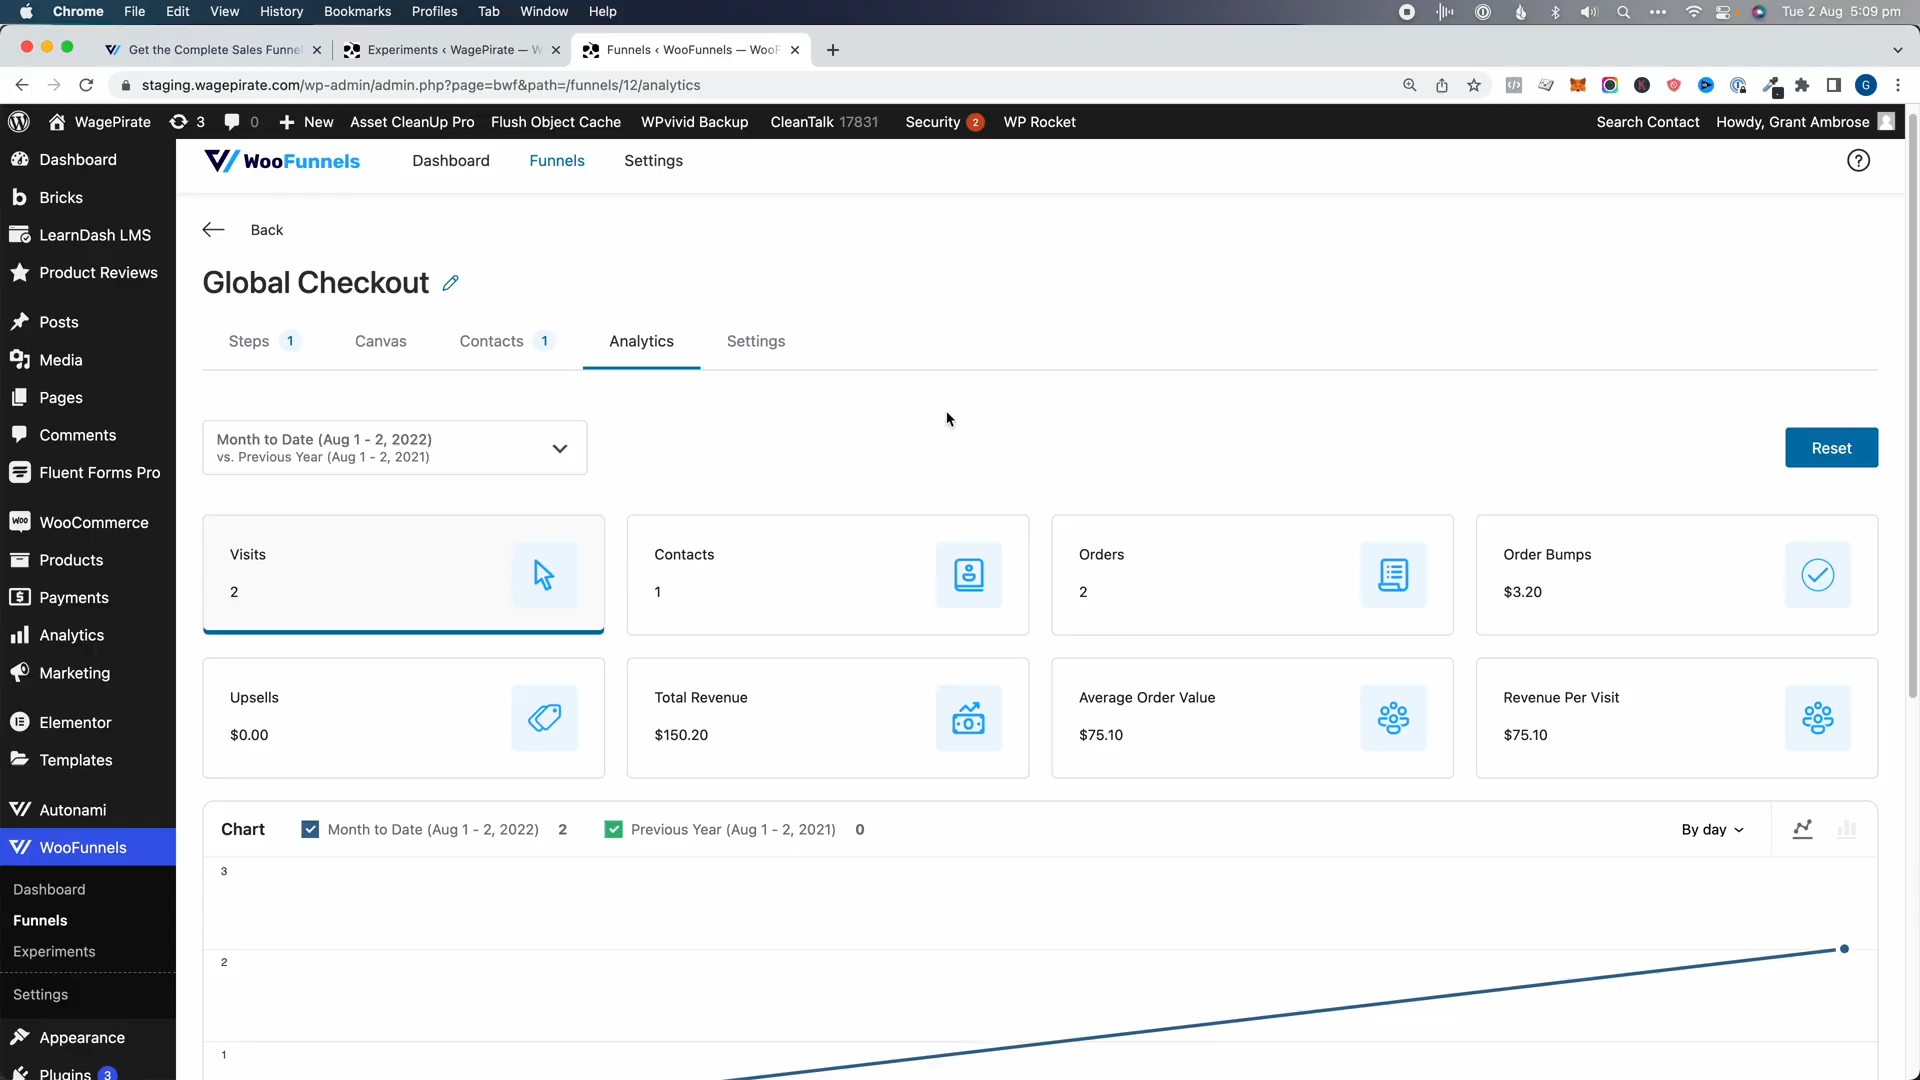 Chrome File Edit View History Bookmarks Profiles Tab Window Help Tue 2 Aug 5:09 pm
Get the Complete Sales Funne
Experiments ‹ WagePirate — W
Funnels ‹ WooFunnels — WooF
staging.wagepirate.com/wp-admin/admin.php?page=bwf&path=/funnels/12/analytics
WagePirate 3 0 New Asset CleanUp Pro Flush Object Cache WPvivid Backup CleanTalk 17831 Security 2 WP Rocket Search Contact Howdy, Grant Ambrose
Dashboard
Bricks
LearnDash LMS
Product Reviews
Posts
Media
Pages
Comments
Fluent Forms Pro
WooCommerce
Products
Payments
Analytics
Marketing
Elementor
Templates
Autonami
WooFunnels
Dashboard
Funnels
Experiments
Settings
Appearance
Plugins 3
WooFunnels Dashboard Funnels Settings
Back
Global Checkout
Steps 1 Canvas Contacts 1 Analytics Settings
Month to Date (Aug 1 - 2, 2022)
vs. Previous Year (Aug 1 - 2, 2021)
Reset
Visits
2
Contacts
1
Orders
2
Order Bumps
$3.20
Upsells
$0.00
Total Revenue
$150.20
Average Order Value
$75.10
Revenue Per Visit
$75.10
Chart Month to Date (Aug 1 - 2, 2022) 2 Previous Year (Aug 1 - 2, 2021) 0 By day
3
2
1